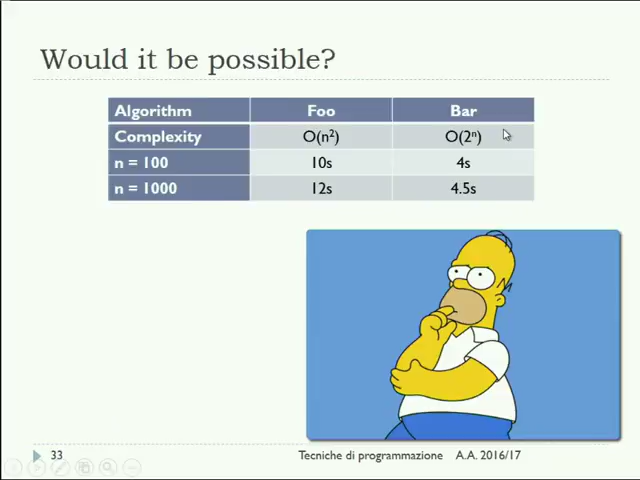 Would it be possible?
Algorithm Foo Bar
Complexity O(n²) O(2ⁿ)
n = 100 10s 4s
n = 1000 12s 4.5s
33 Tecniche di programmazione A.A. 2016/17